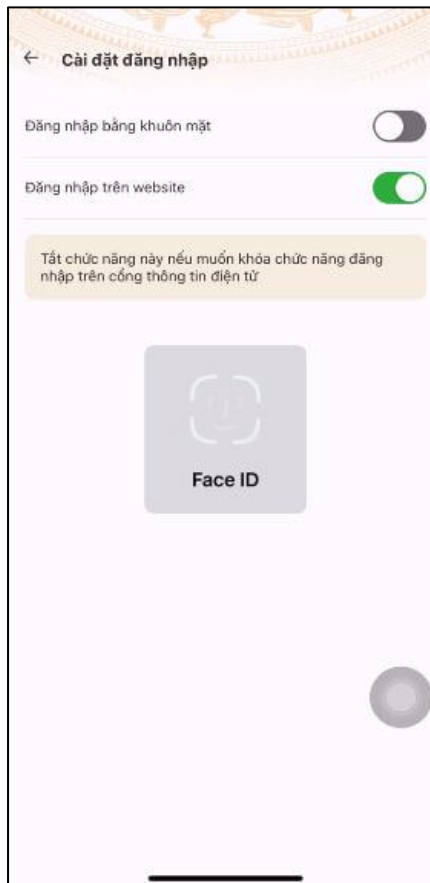 Cài đặt đăng nhập
Đăng nhập bằng khuôn mặt
Đăng nhập trên website
Tắt chức năng này nếu muốn khóa chức năng đăng
nhập trên cổng thông tin điện tử
Face ID